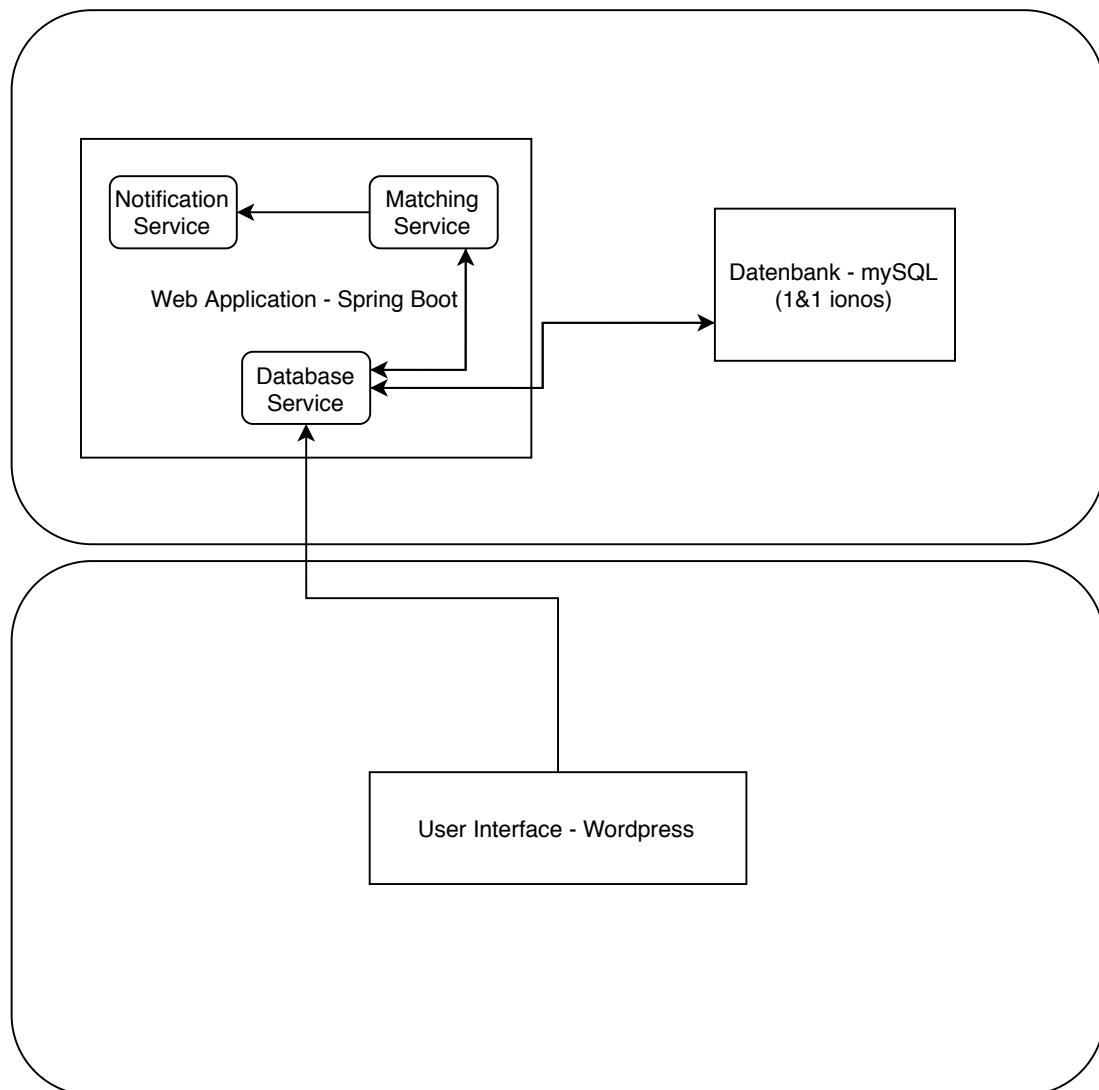 Notification
Service
Matching
Service
Web Application - Spring Boot
Datenbank - mySQL
(1&1 ionos)
Database
Service
User Interface - Wordpress